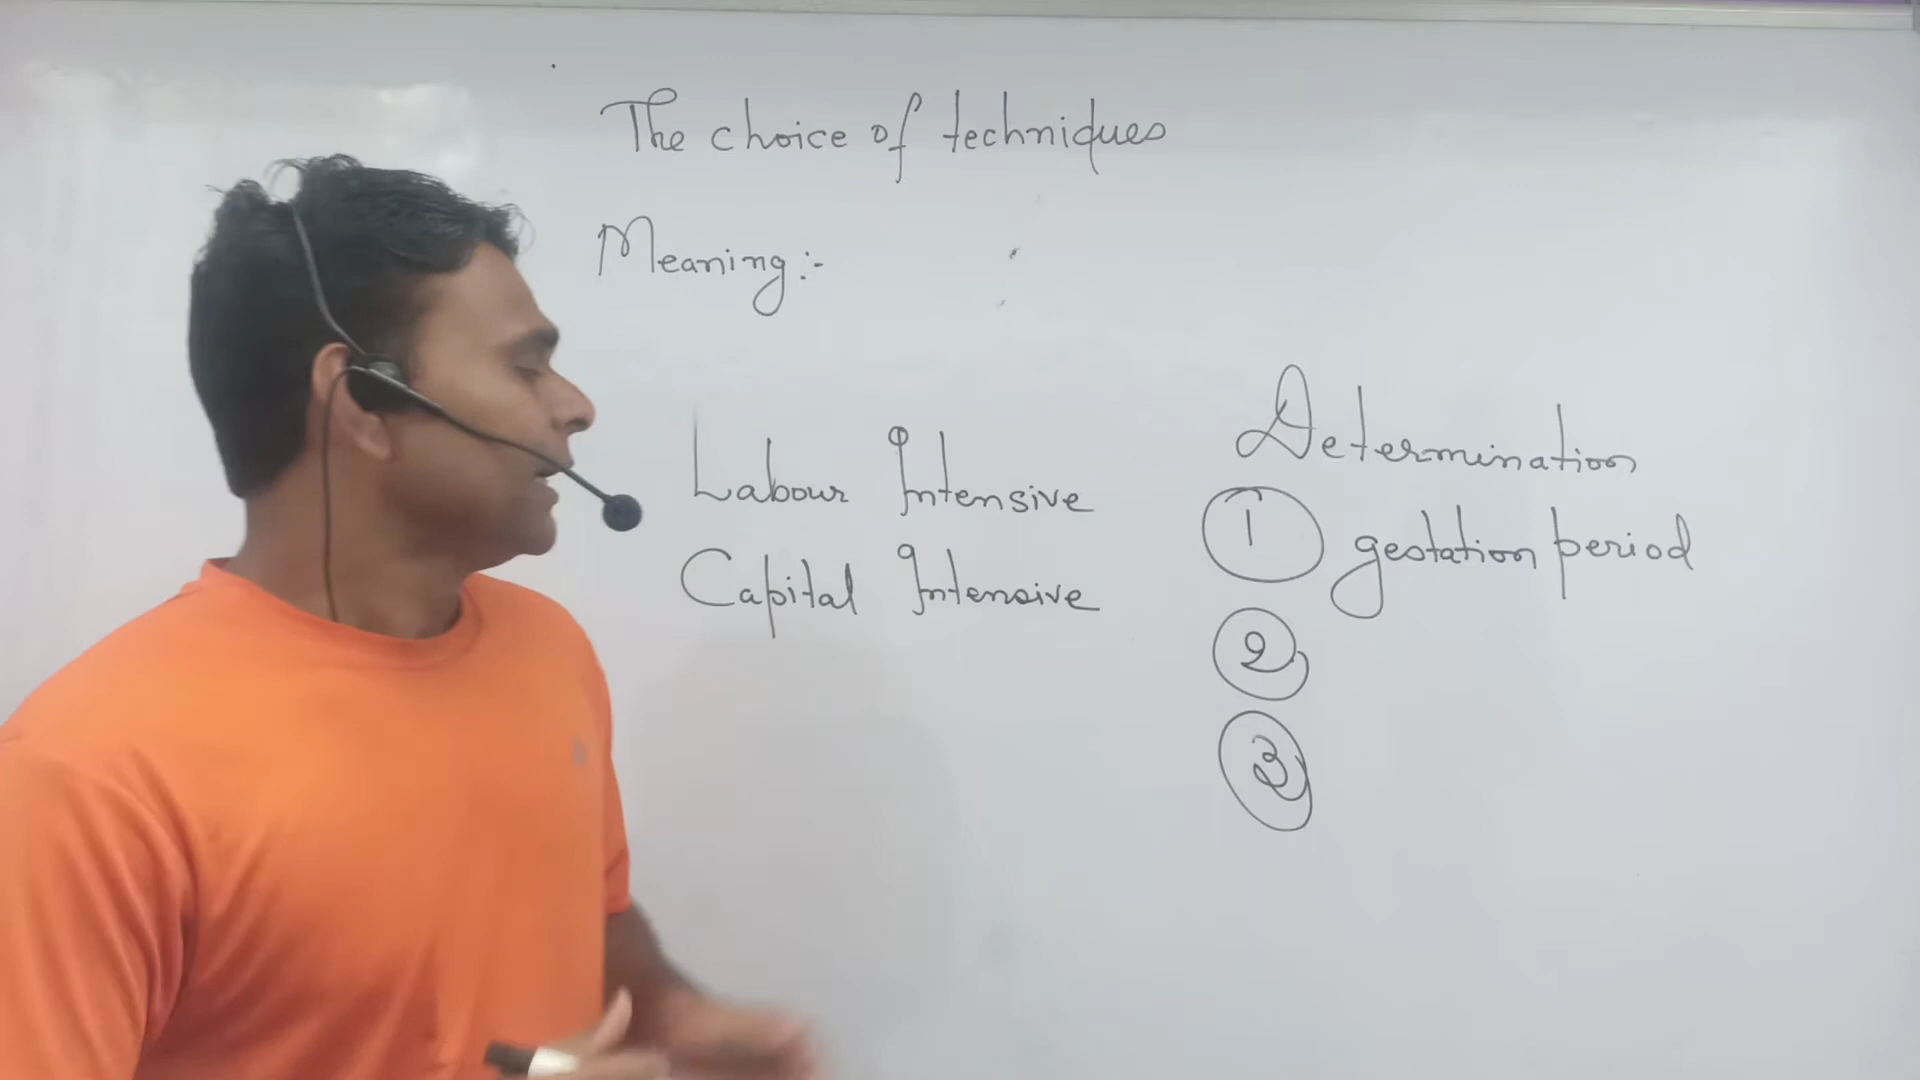 The choice of techniques
Meaning :-
Labour Intensive
Capital Intensive
Determination
1 gestation period
2
3